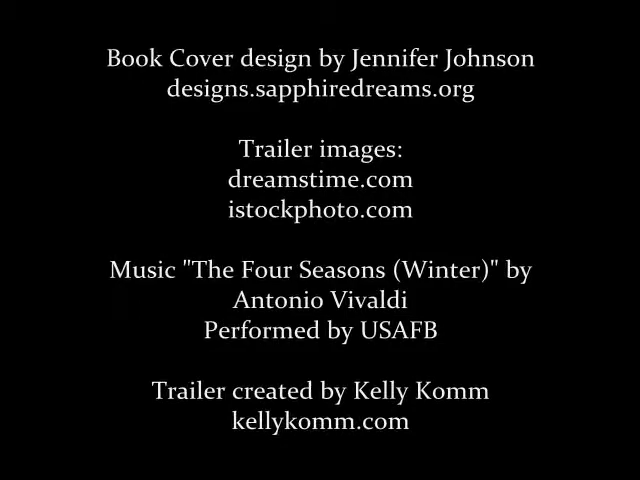 Book Cover design by Jennifer Johnson
designs.sapphiredreams.org
Trailer images:
dreamstime.com
istockphoto.com
Music "The Four Seasons (Winter)" by
Antonio Vivaldi
Performed by USAFB
Trailer created by Kelly Komm
kellykomm.com